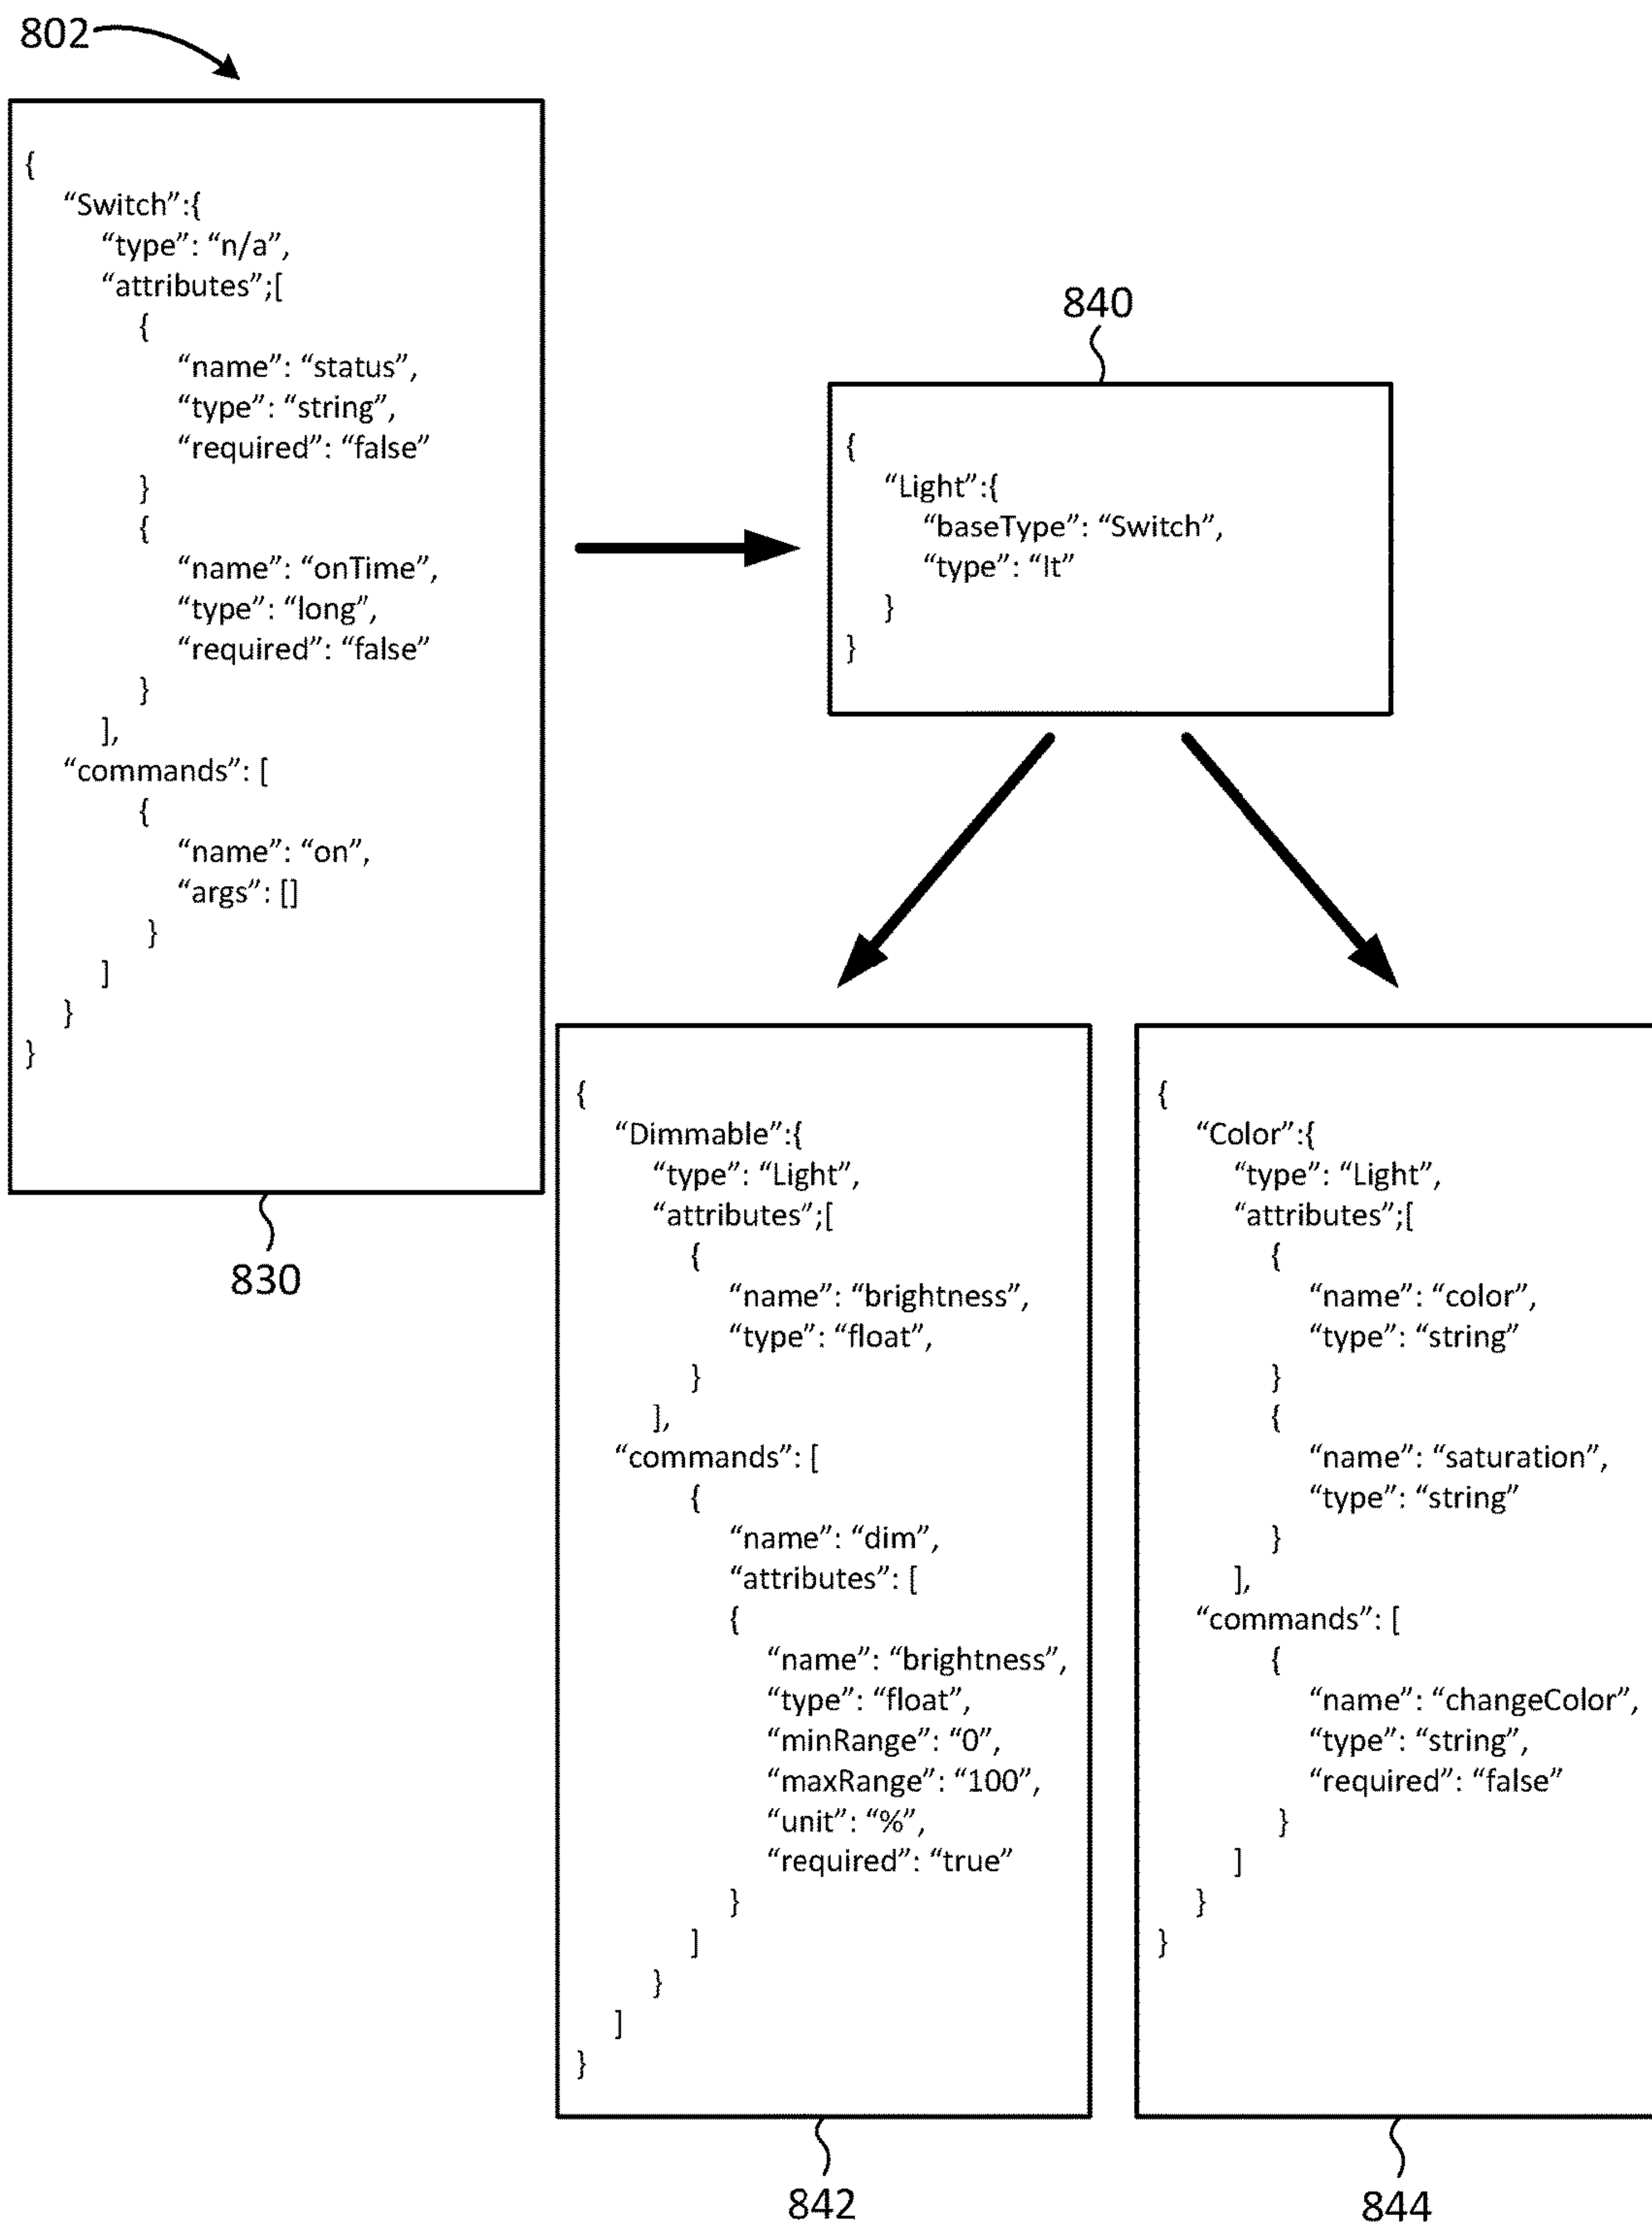 802
{
“Switch”:{
“type”: “n/a”,
“attributes”;[
{
“name”: “status”,
“type”: “string”,
“required”: “false”
}
{
“name”: “onTime”,
“type”: “long”,
“required”: “false”
}
],
“commands”: [
{
“name”: “on”,
“args”: []
}
]
}
}
830
840
{
“Light”:{
“baseType”: “Switch”,
“type”: “lt”
}
}
{
“Dimmable”:{
“type”: “Light”,
“attributes”;[
{
“name”: “brightness”,
“type”: “float”,
}
],
“commands”: [
{
“name”: “dim”,
“attributes”: [
{
“name”: “brightness”,
“type”: “float”,
“minRange”: “0”,
“maxRange”: “100”,
“unit”: “%”,
“required”: “true”
}
]
}
]
}
842
{
“Color”:{
“type”: “Light”,
“attributes”;[
{
“name”: “color”,
“type”: “string”
}
{
“name”: “saturation”,
“type”: “string”
}
],
“commands”: [
{
“name”: “changeColor”,
“type”: “string”,
“required”: “false”
}
]
}
}
844